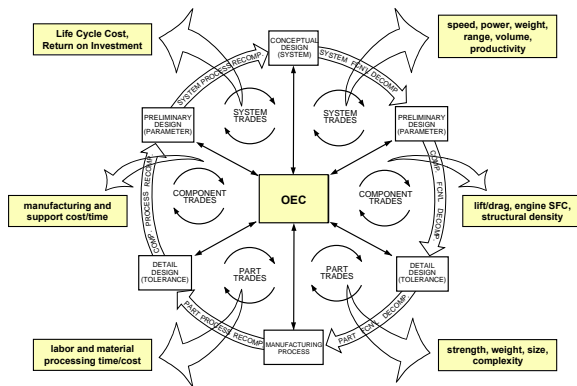 Life Cycle Cost,
Return on Investment
CONCEPTUAL
DESIGN
(SYSTEM)
speed, power, weight,
range, volume,
productivity
SYSTEM PROCESS RECOMP.
SYSTEM FCN'L DECOMP.
SYSTEM
TRADES
SYSTEM
TRADES
PRELIMINARY
DESIGN
(PARAMETER)
PRELIMINARY
DESIGN
(PARAMETER)
COMP. PROCESS RECOMP.
COMP. FCN'L DECOMP.
manufacturing and
support cost/time
COMPONENT
TRADES
OEC
COMPONENT
TRADES
lift/drag, engine SFC,
structural density
DETAIL
DESIGN
(TOLERANCE)
PART
TRADES
PART
TRADES
DETAIL
DESIGN
(TOLERANCE)
PART PROCESS RECOMP.
PART FCN'L DECOMP.
MANUFACTURING
PROCESS
labor and material
processing time/cost
strength, weight, size,
complexity